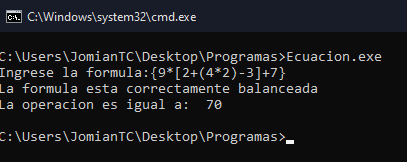 C:\Windows\system32\cmd.exe
C:\Users\JomianTC\Desktop\Programas>Ecuacion.exe
Ingrese la formula:{9*[2+(4*2)-3]+7}
La formula esta correctamente balanceada
La operacion es igual a:  70
C:\Users\JomianTC\Desktop\Programas>